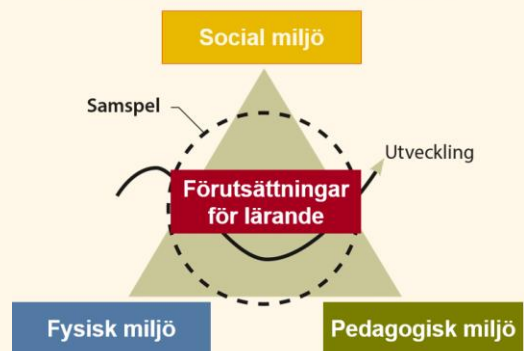 Social miljö
Samspel
Utveckling
Förutsättningar
för lärande
Fysisk miljö
Pedagogisk miljö